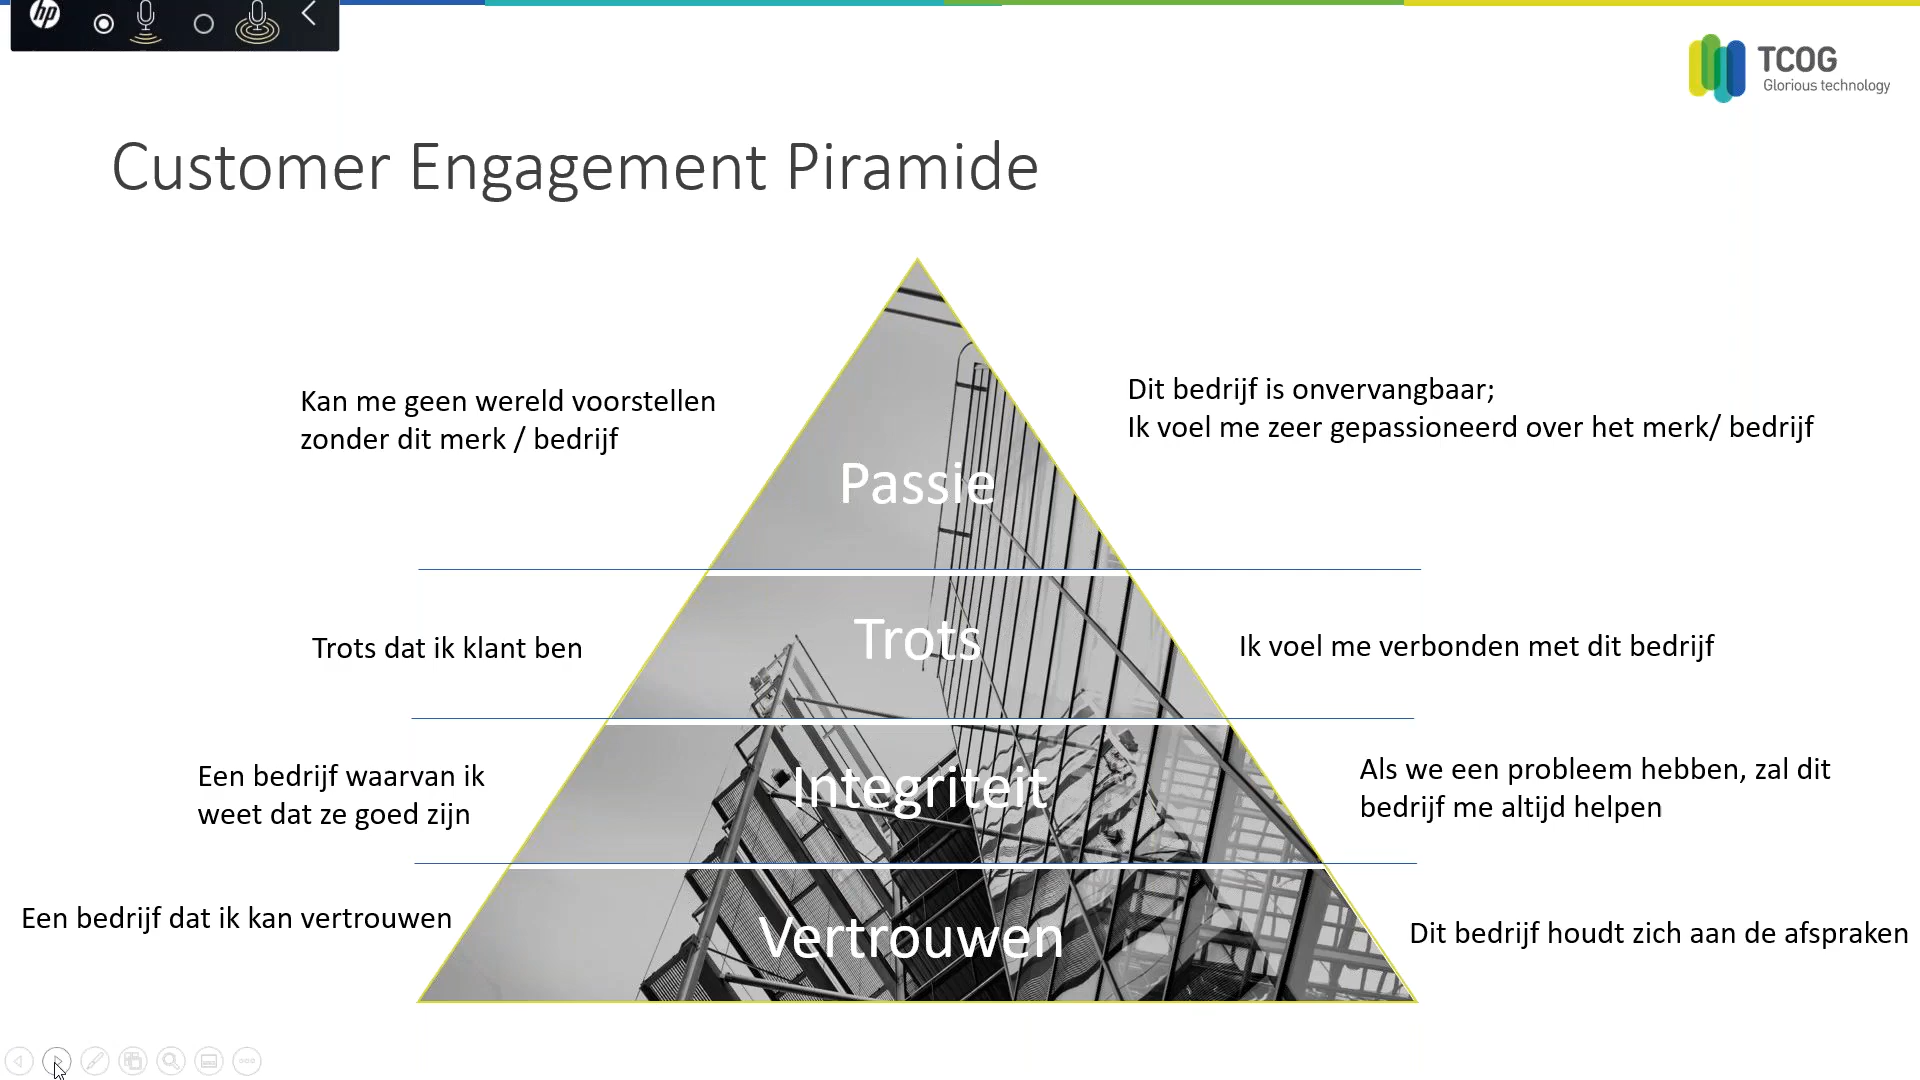 hp
TCOG
Glorious technology
Customer Engagement Piramide
Kan me geen wereld voorstellen
zonder dit merk / bedrijf
Passie
Dit bedrijf is onvervangbaar;
Ik voel me zeer gepassioneerd over het merk/ bedrijf
Trots dat ik klant ben
Trots
Ik voel me verbonden met dit bedrijf
Een bedrijf waarvan ik
weet dat ze goed zijn
Integriteit
Als we een probleem hebben, zal dit
bedrijf me altijd helpen
Een bedrijf dat ik kan vertrouwen
Vertrouwen
Dit bedrijf houdt zich aan de afspraken